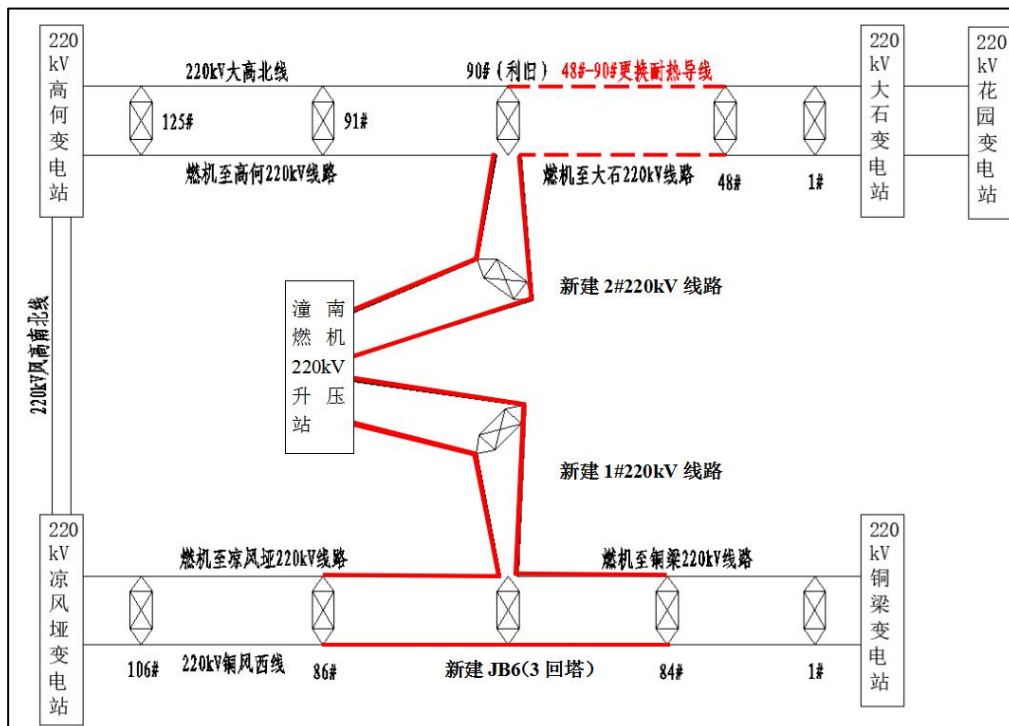 220
kV
高
何
变
电
站
220kV大高北线
90#(利旧)
48#-90#更换耐热导线
220
kV
大
石
变
电
站
220
kV
花
园
变
电
站
125#
91#
燃机至高何220kV线路
燃机至大石220kV线路
48#
1#
220kV风高南北线
潼 南
燃 机
220kV
升 压
站
新建 2#220kV 线路
新建 1#220kV 线路
220
kV
凉
风
垭
变
电
站
燃机至凉风垭220kV线路
燃机至铜梁220kV线路
220
kV
铜
梁
变
电
站
106#
220kV铜风西线
86#
新建 JB6(3 回塔)
84#
1#